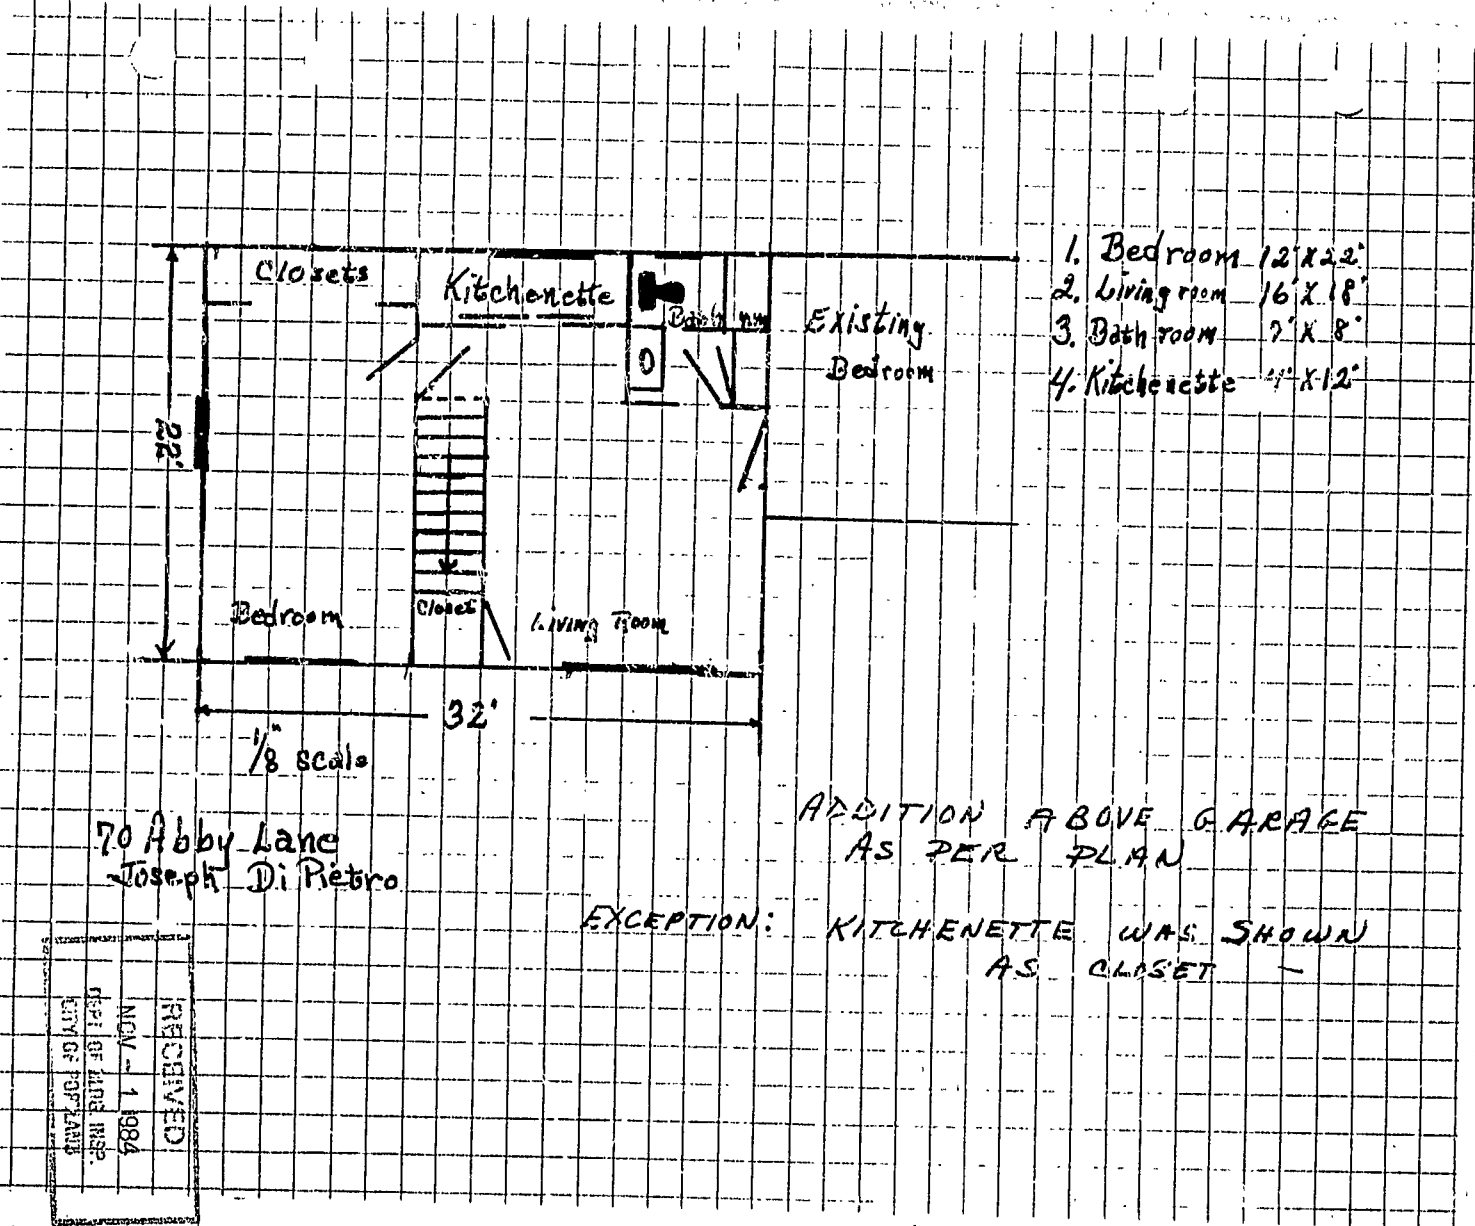 Closets
Kitchenette
Bath
Existing
Bedroom
1. Bedroom 12' X 22'
2. Living room 16' X 18'
3. Bath room 7' X 8'
4. Kitchenette 4' X 12'
22'
Closet
Bedroom
Living Room
32'
1/8" scale
70 Abby Lane
Joseph Di Pietro
ADDITION ABOVE GARAGE
AS PER PLAN
EXCEPTION: KITCHENETTE WAS SHOWN
AS CLOSET -
RECEIVED
NOV - 1 1984
DEPT. OF BLDG. INSP.
CITY OF PORTLAND